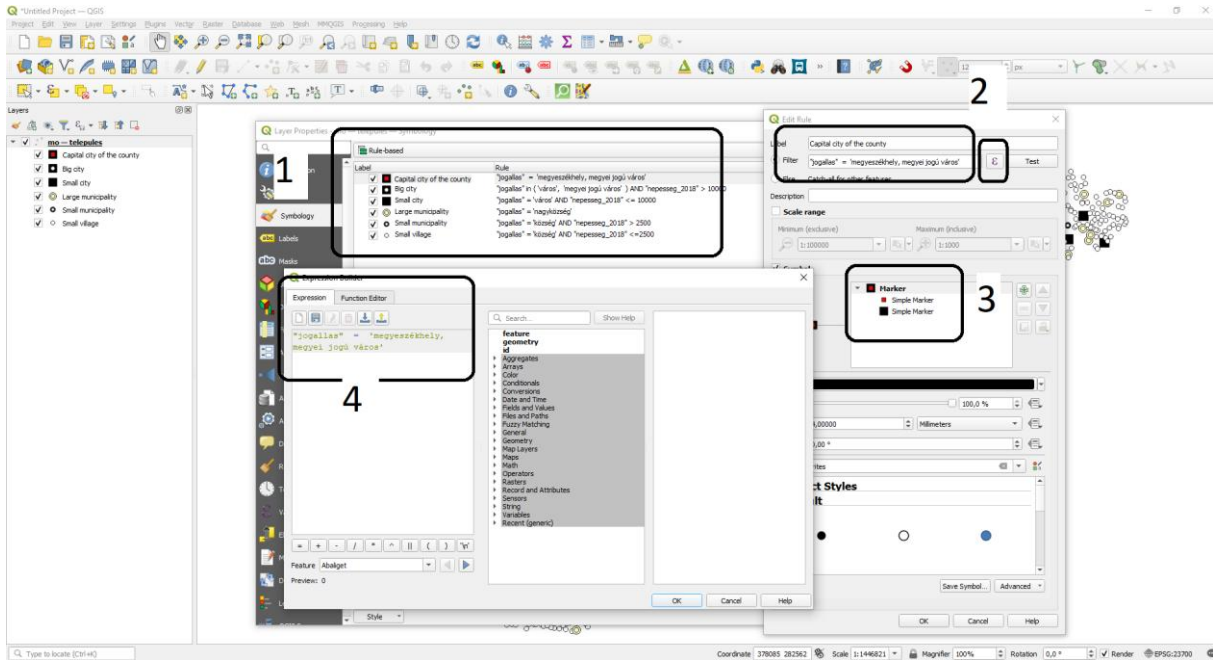 *Untitled Project — QGIS
Project Edit View Layer Settings Plugins Vector Raster Database Web Mesh MMQGIS Processing Help
Layers
mo — telepules
Capital city of the county
Big city
Small city
Large municipality
Small municipality
Small village
1
Layer Properties
Symbology
Rule-based
Label Rule
Capital city of the county "jogallas" = 'megyeszékhely, megyei jogú város'
Big city "jogallas" in ( 'város', 'megyei jogú város' ) AND "nepesseg_2018" > 10000
Small city "jogallas" = 'város' AND "nepesseg_2018" <= 10000
Large municipality "jogallas" = 'nagyközség'
Small municipality "jogallas" = 'község' AND "nepesseg_2018" > 2500
Small village "jogallas" = 'község' AND "nepesseg_2018" <=2500
Symbology
Labels
Masks
Style
2
Edit Rule
Label Capital city of the county
Filter "jogallas" = 'megyeszékhely, megyei jogú város' ε Test
Else Catch-all for other features
Description
Scale range
Minimum (exclusive) Maximum (inclusive)
1:100000 1:1000
Symbol
Marker
Simple Marker
Simple Marker
3
100,0 %
Millimeters
Save Symbol... Advanced
OK Cancel Help
Expression Builder
Expression Function Editor
"jogallas" = 'megyeszékhely,
megyei jogú város'
4
= + - / * ^ || ( ) '\n'
Feature Abaliget
Preview: 0
Search... Show Help
feature
geometry
id
Aggregates
Arrays
Color
Conditionals
Conversions
Date and Time
Fields and Values
Files and Paths
Fuzzy Matching
General
Geometry
Map Layers
Maps
Math
Operators
Rasters
Record and Attributes
Sensors
String
Variables
Recent (generic)
OK Cancel Help
Type to locate (Ctrl+K) Coordinate 378085 282562 Scale 1:1446821 Magnifier 100% Rotation 0,0 ° Render EPSG:23700